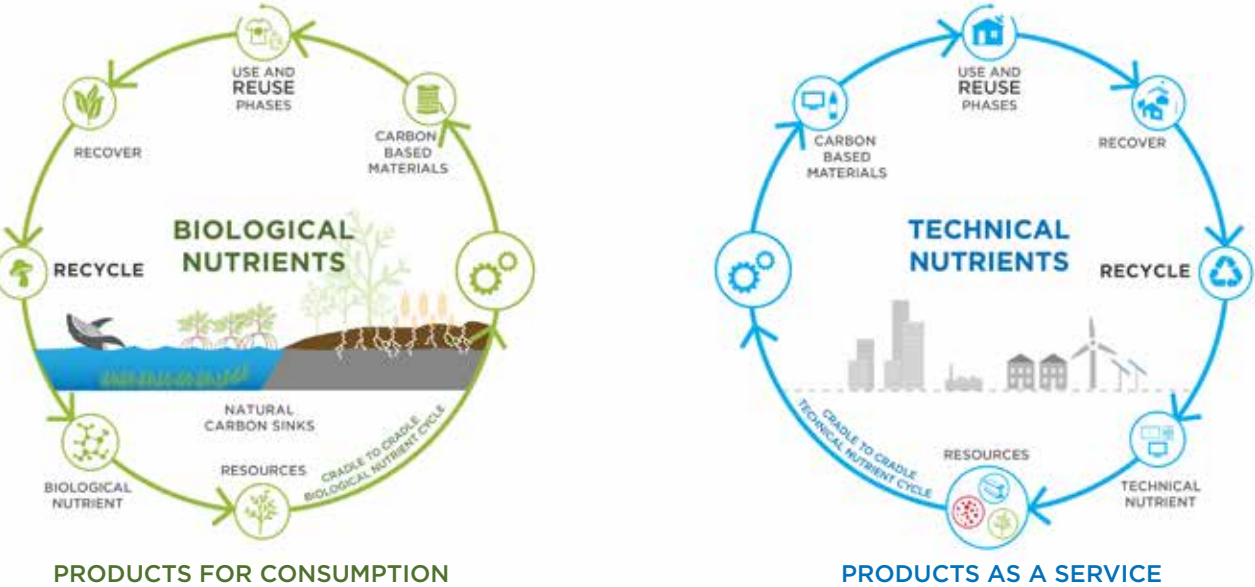 USE AND
REUSE
PHASES
CARBON
BASED
MATERIALS
RECOVER
BIOLOGICAL
NUTRIENTS
RECYCLE
NATURAL
CARBON SINKS
RESOURCES
CRADLE TO CRADLE
BIOLOGICAL NUTRIENT CYCLE
BIOLOGICAL
NUTRIENT
PRODUCTS FOR CONSUMPTION
USE AND
REUSE
PHASES
CARBON
BASED
MATERIALS
RECOVER
TECHNICAL
NUTRIENTS
RECYCLE
CRADLE TO CRADLE
TECHNICAL NUTRIENT CYCLE
RESOURCES
TECHNICAL
NUTRIENT
PRODUCTS AS A SERVICE